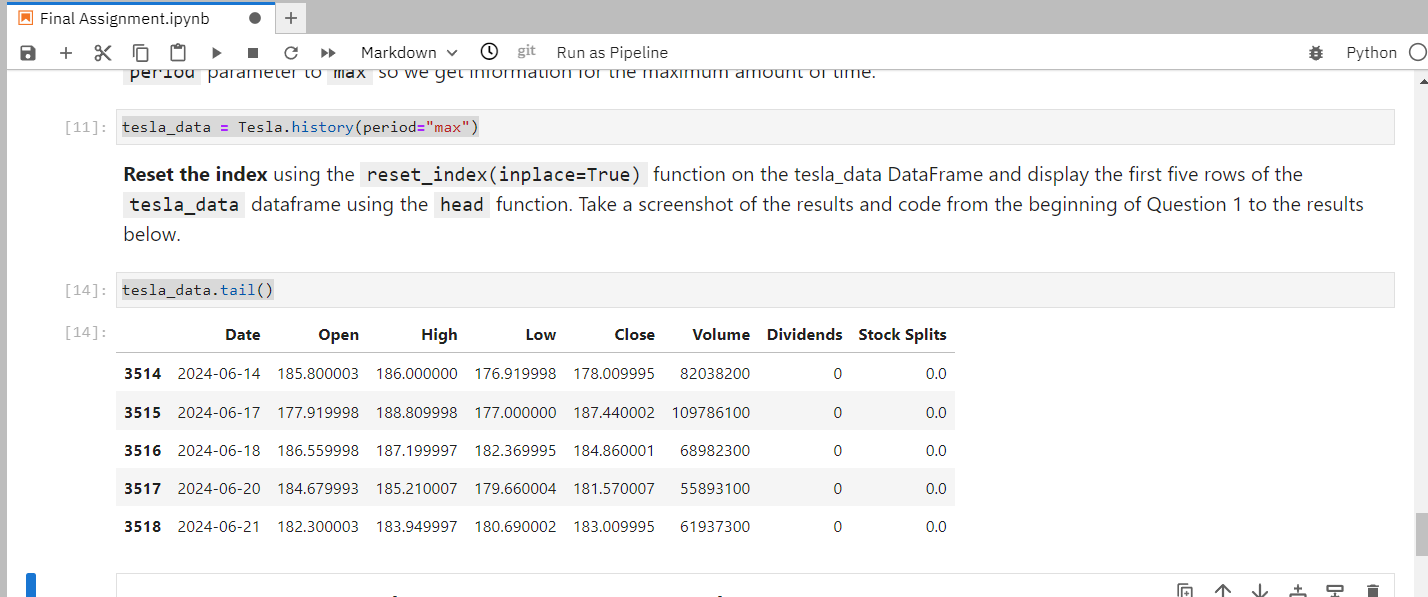 Final Assignment.ipynb
Markdown git Run as Pipeline Python
period parameter to max so we get information for the maximum amount of time.
[11]: tesla_data = Tesla.history(period="max")
Reset the index using the reset_index(inplace=True) function on the tesla_data DataFrame and display the first five rows of the
tesla_data dataframe using the head function. Take a screenshot of the results and code from the beginning of Question 1 to the results
below.
[14]: tesla_data.tail()
[14]: Date Open High Low Close Volume Dividends Stock Splits
3514 2024-06-14 185.800003 186.000000 176.919998 178.009995 82038200 0 0.0
3515 2024-06-17 177.919998 188.809998 177.000000 187.440002 109786100 0 0.0
3516 2024-06-18 186.559998 187.199997 182.369995 184.860001 68982300 0 0.0
3517 2024-06-20 184.679993 185.210007 179.660004 181.570007 55893100 0 0.0
3518 2024-06-21 182.300003 183.949997 180.690002 183.009995 61937300 0 0.0